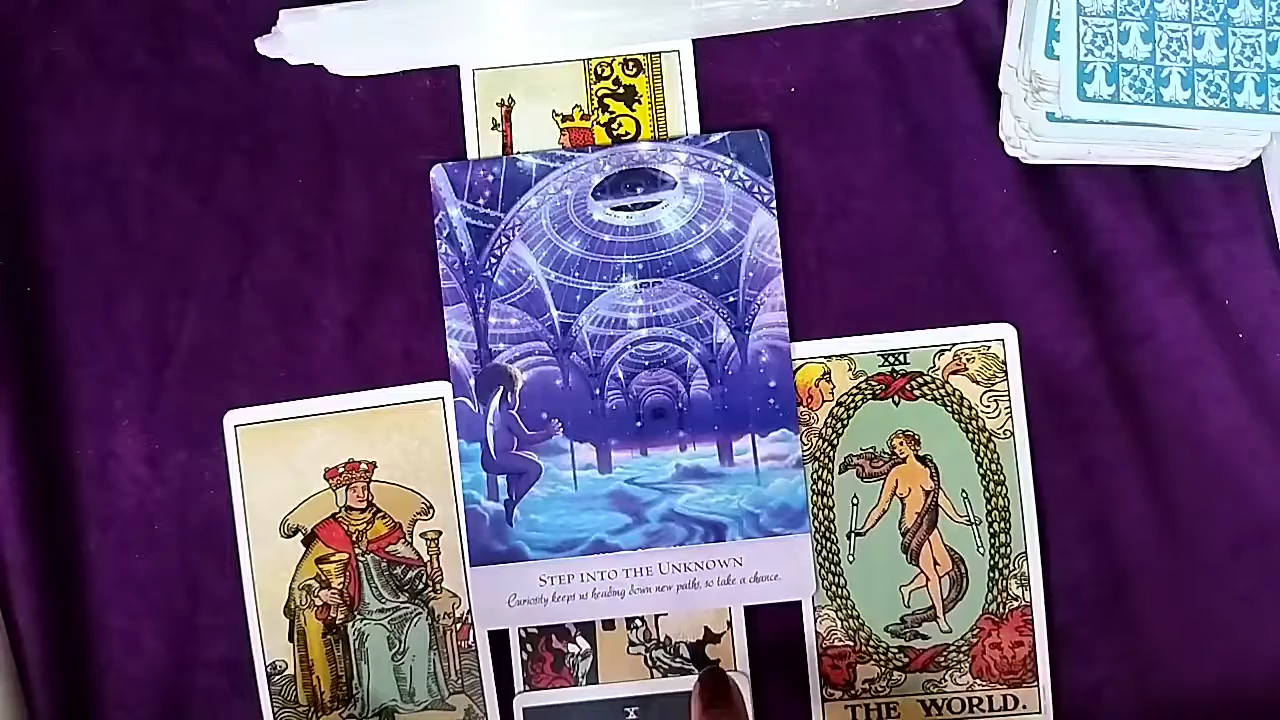 XXI
STEP INTO THE UNKNOWN
Curiosity keeps us heading down new paths, so take a chance.
THE WORLD.
X